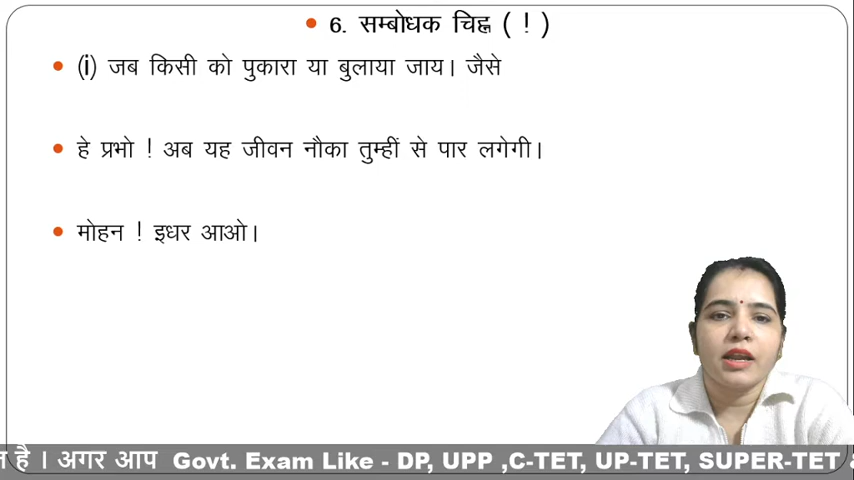 6. सम्बोधक चिह्न ( ! )
(i) जब किसी को पुकारा या बुलाया जाय। जैसे
हे प्रभो ! अब यह जीवन नौका तुम्हीं से पार लगेगी।
मोहन ! इधर आओ।
है । अगर आप Govt. Exam Like - DP, UPP ,C-TET, UP-TET, SUPER-TET